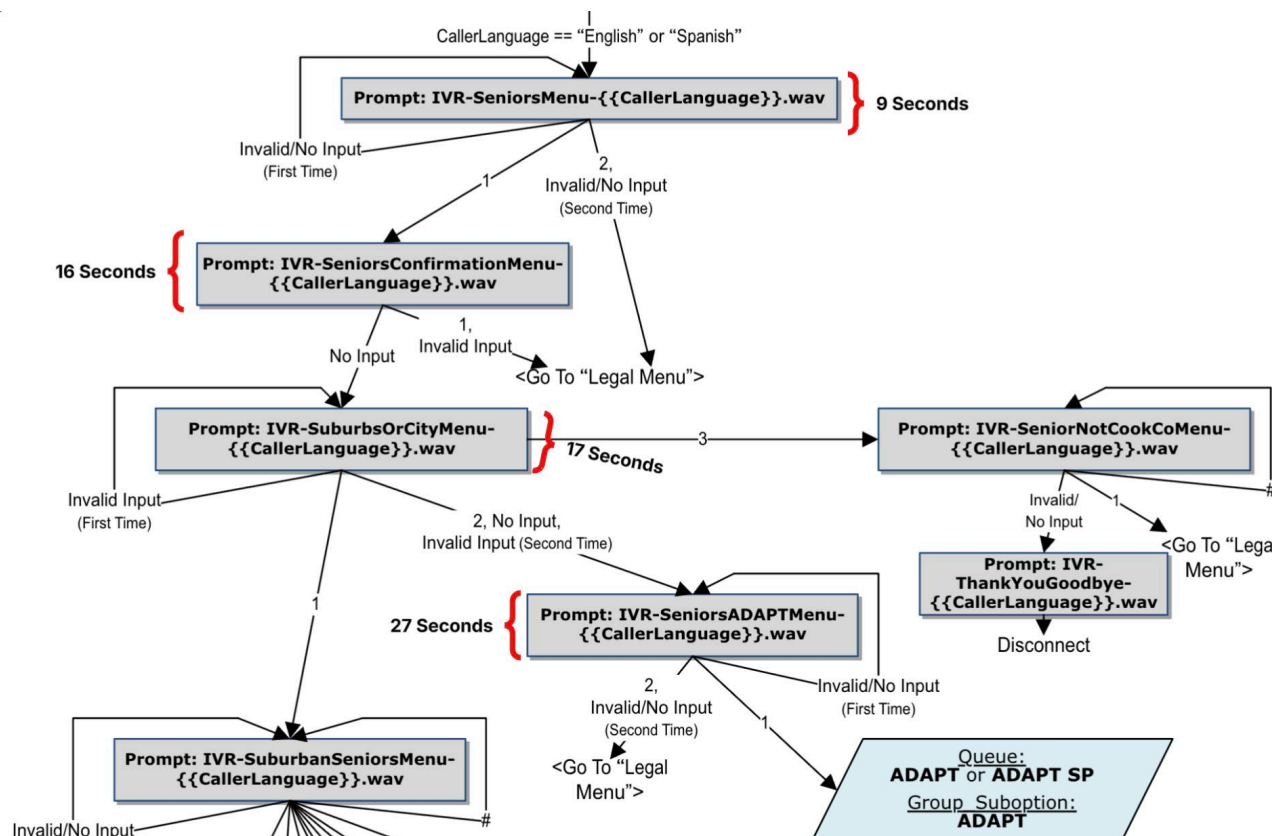 CallerLanguage == “English” or “Spanish”
Prompt: IVR-SeniorsMenu-{{CallerLanguage}}.wav
9 Seconds
Invalid/No Input
(First Time)
1
2,
Invalid/No Input
(Second Time)
16 Seconds
Prompt: IVR-SeniorsConfirmationMenu-
{{CallerLanguage}}.wav
No Input
1,
Invalid Input
<Go To “Legal Menu”>
Prompt: IVR-SuburbsOrCityMenu-
{{CallerLanguage}}.wav
17 Seconds
3
Prompt: IVR-SeniorNotCookCoMenu-
{{CallerLanguage}}.wav
Invalid Input
(First Time)
2, No Input,
Invalid Input (Second Time)
Invalid/
No Input
1
#
<Go To “Lega
Menu”>
Prompt: IVR-
ThankYouGoodbye-
{{CallerLanguage}}.wav
Disconnect
1
27 Seconds
Prompt: IVR-SeniorsADAPTMenu-
{{CallerLanguage}}.wav
2,
Invalid/No Input
(Second Time)
1
Invalid/No Input
(First Time)
<Go To “Legal
Menu”>
Prompt: IVR-SuburbanSeniorsMenu-
{{CallerLanguage}}.wav
Queue:
ADAPT or ADAPT SP
Group Suboption:
ADAPT
Invalid/No Input
#